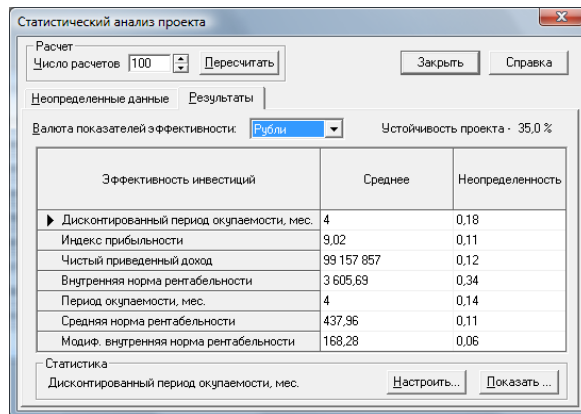 Статистический анализ проекта
Расчет
Число расчетов 100 Пересчитать Закрыть Справка
Неопределенные данные Результаты
Валюта показателей эффективности: Рубли Устойчивость проекта - 35,0 %
Эффективность инвестиций Среднее Неопределенность
Дисконтированный период окупаемости, мес. 4 0,18
Индекс прибыльности 9,02 0,11
Чистый приведенный доход 99 157 857 0,12
Внутренняя норма рентабельности 3 605,69 0,34
Период окупаемости, мес. 4 0,14
Средняя норма рентабельности 437,96 0,11
Модиф. внутренняя норма рентабельности 168,28 0,06
Статистика
Дисконтированный период окупаемости, мес. Настроить... Показать ...